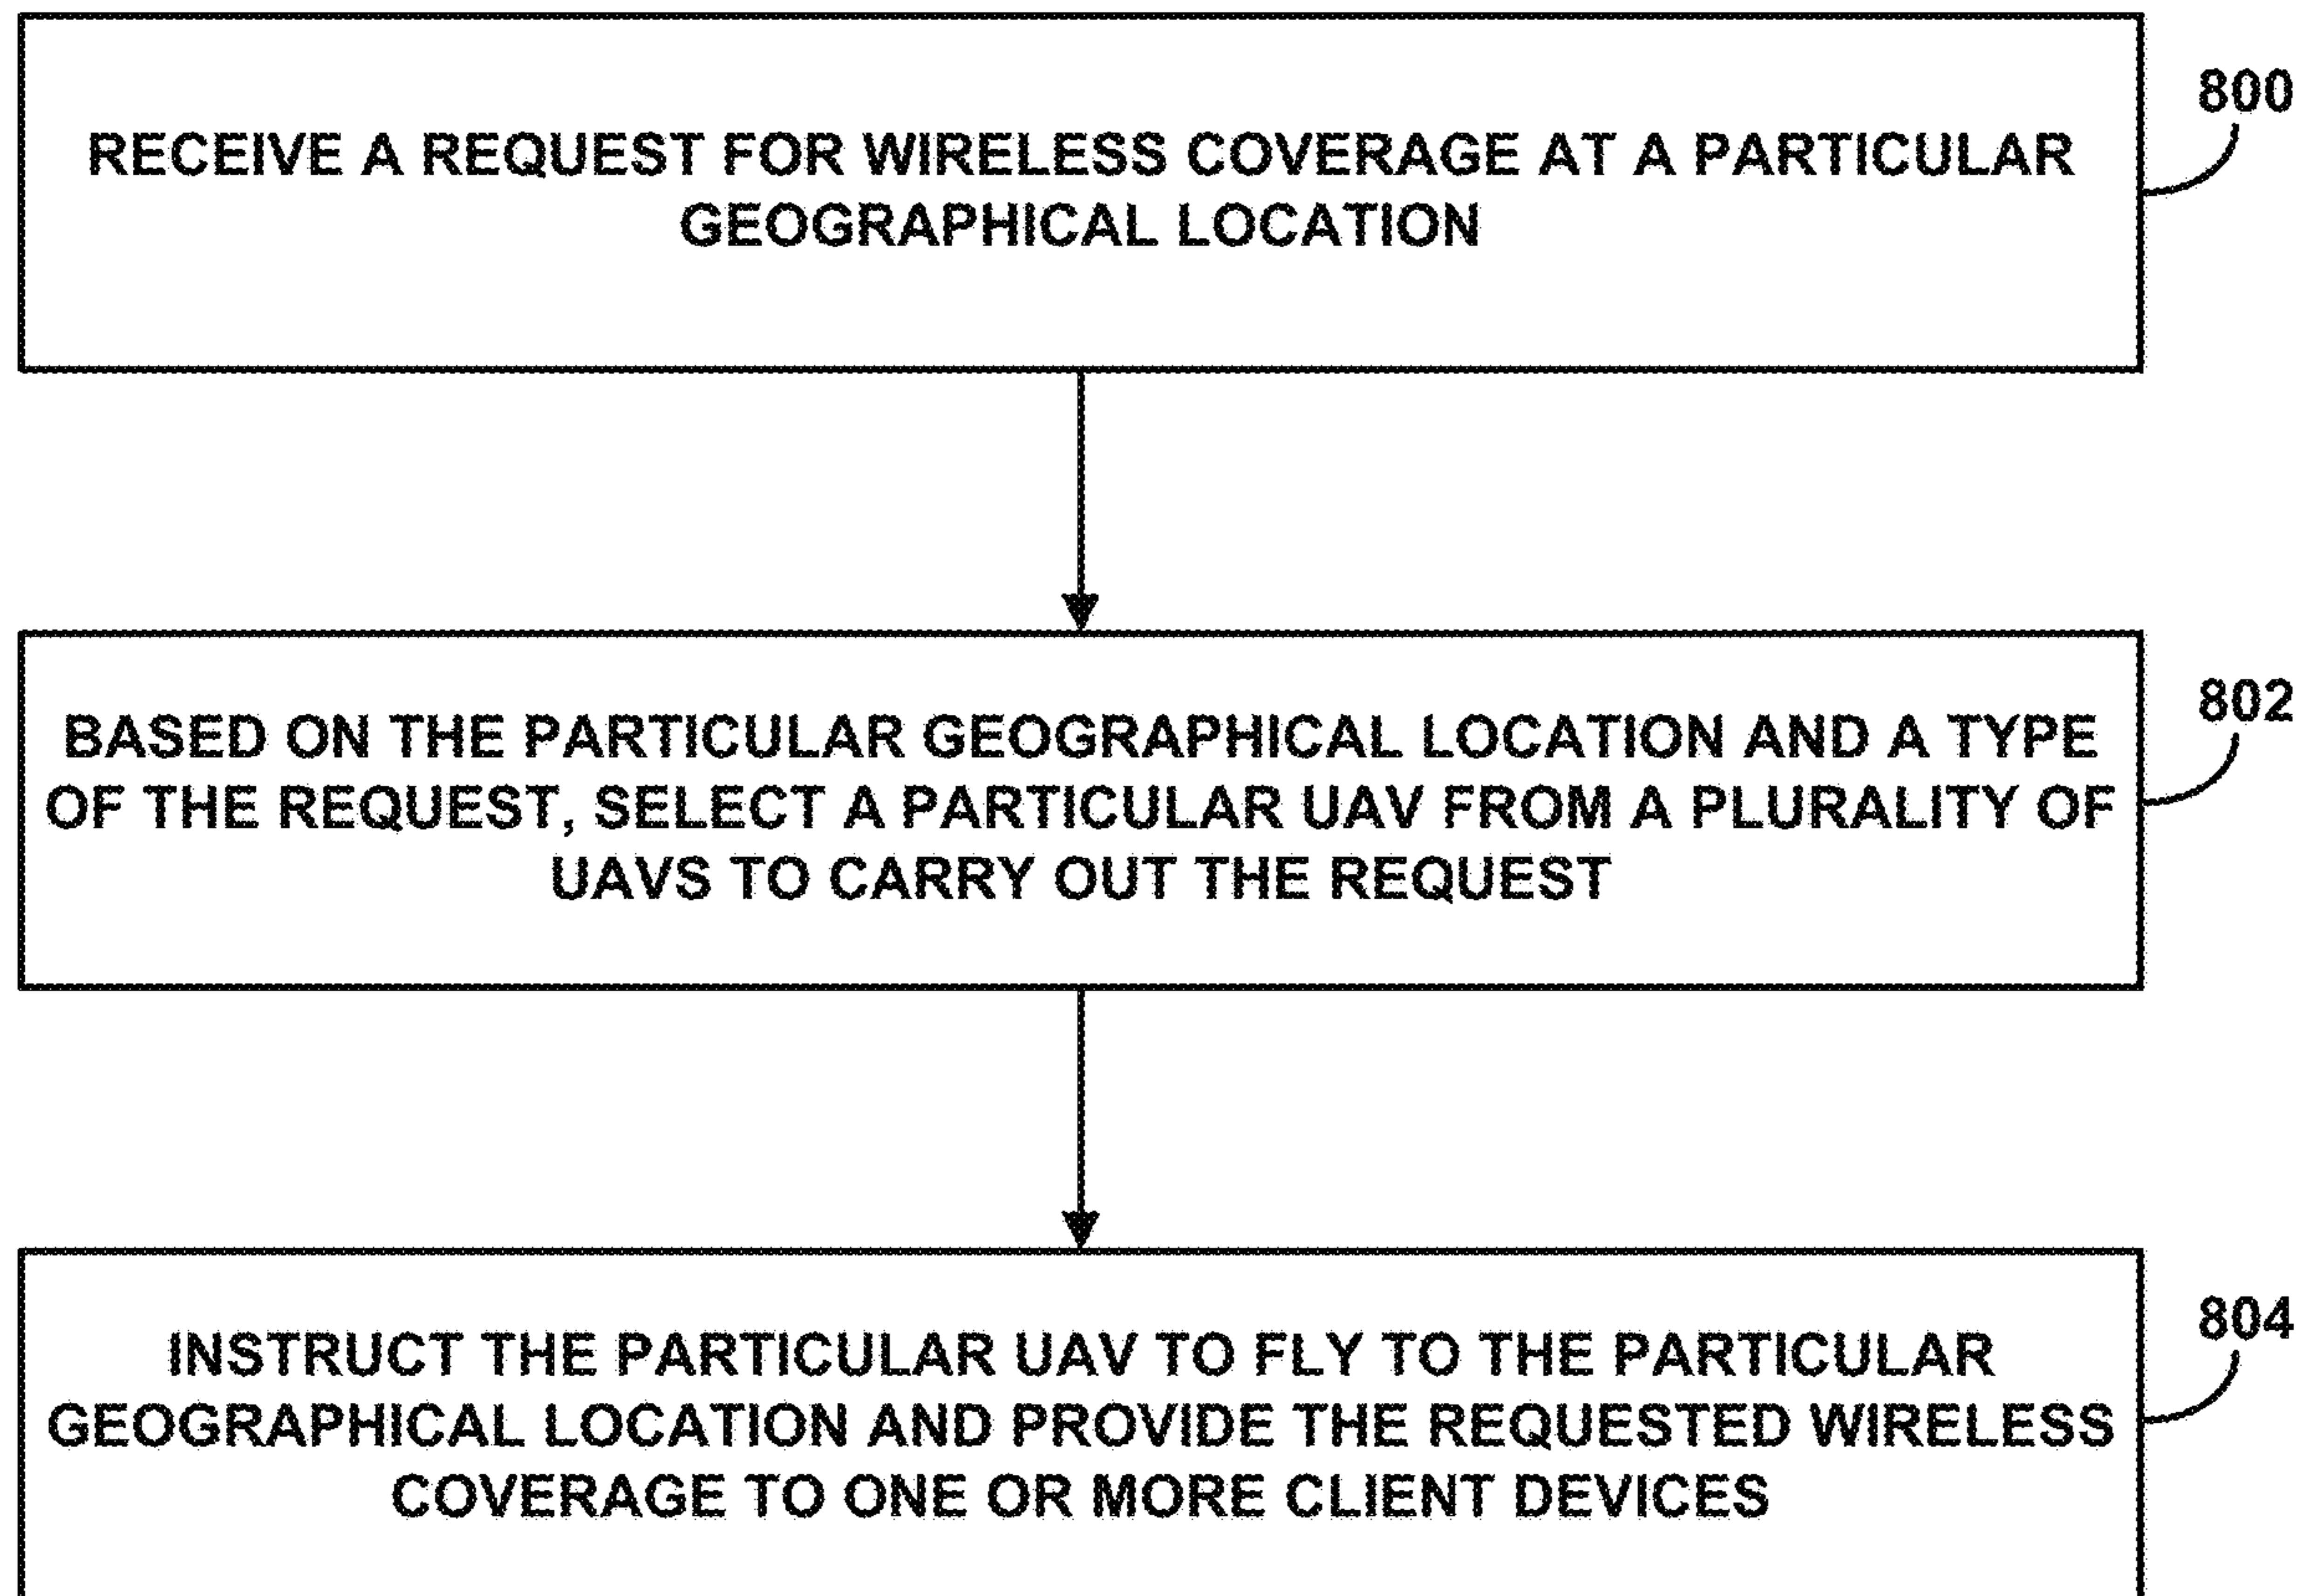 800
RECEIVE A REQUEST FOR WIRELESS COVERAGE AT A PARTICULAR
GEOGRAPHICAL LOCATION
802
BASED ON THE PARTICULAR GEOGRAPHICAL LOCATION AND A TYPE
OF THE REQUEST, SELECT A PARTICULAR UAV FROM A PLURALITY OF
UAVS TO CARRY OUT THE REQUEST
804
INSTRUCT THE PARTICULAR UAV TO FLY TO THE PARTICULAR
GEOGRAPHICAL LOCATION AND PROVIDE THE REQUESTED WIRELESS
COVERAGE TO ONE OR MORE CLIENT DEVICES